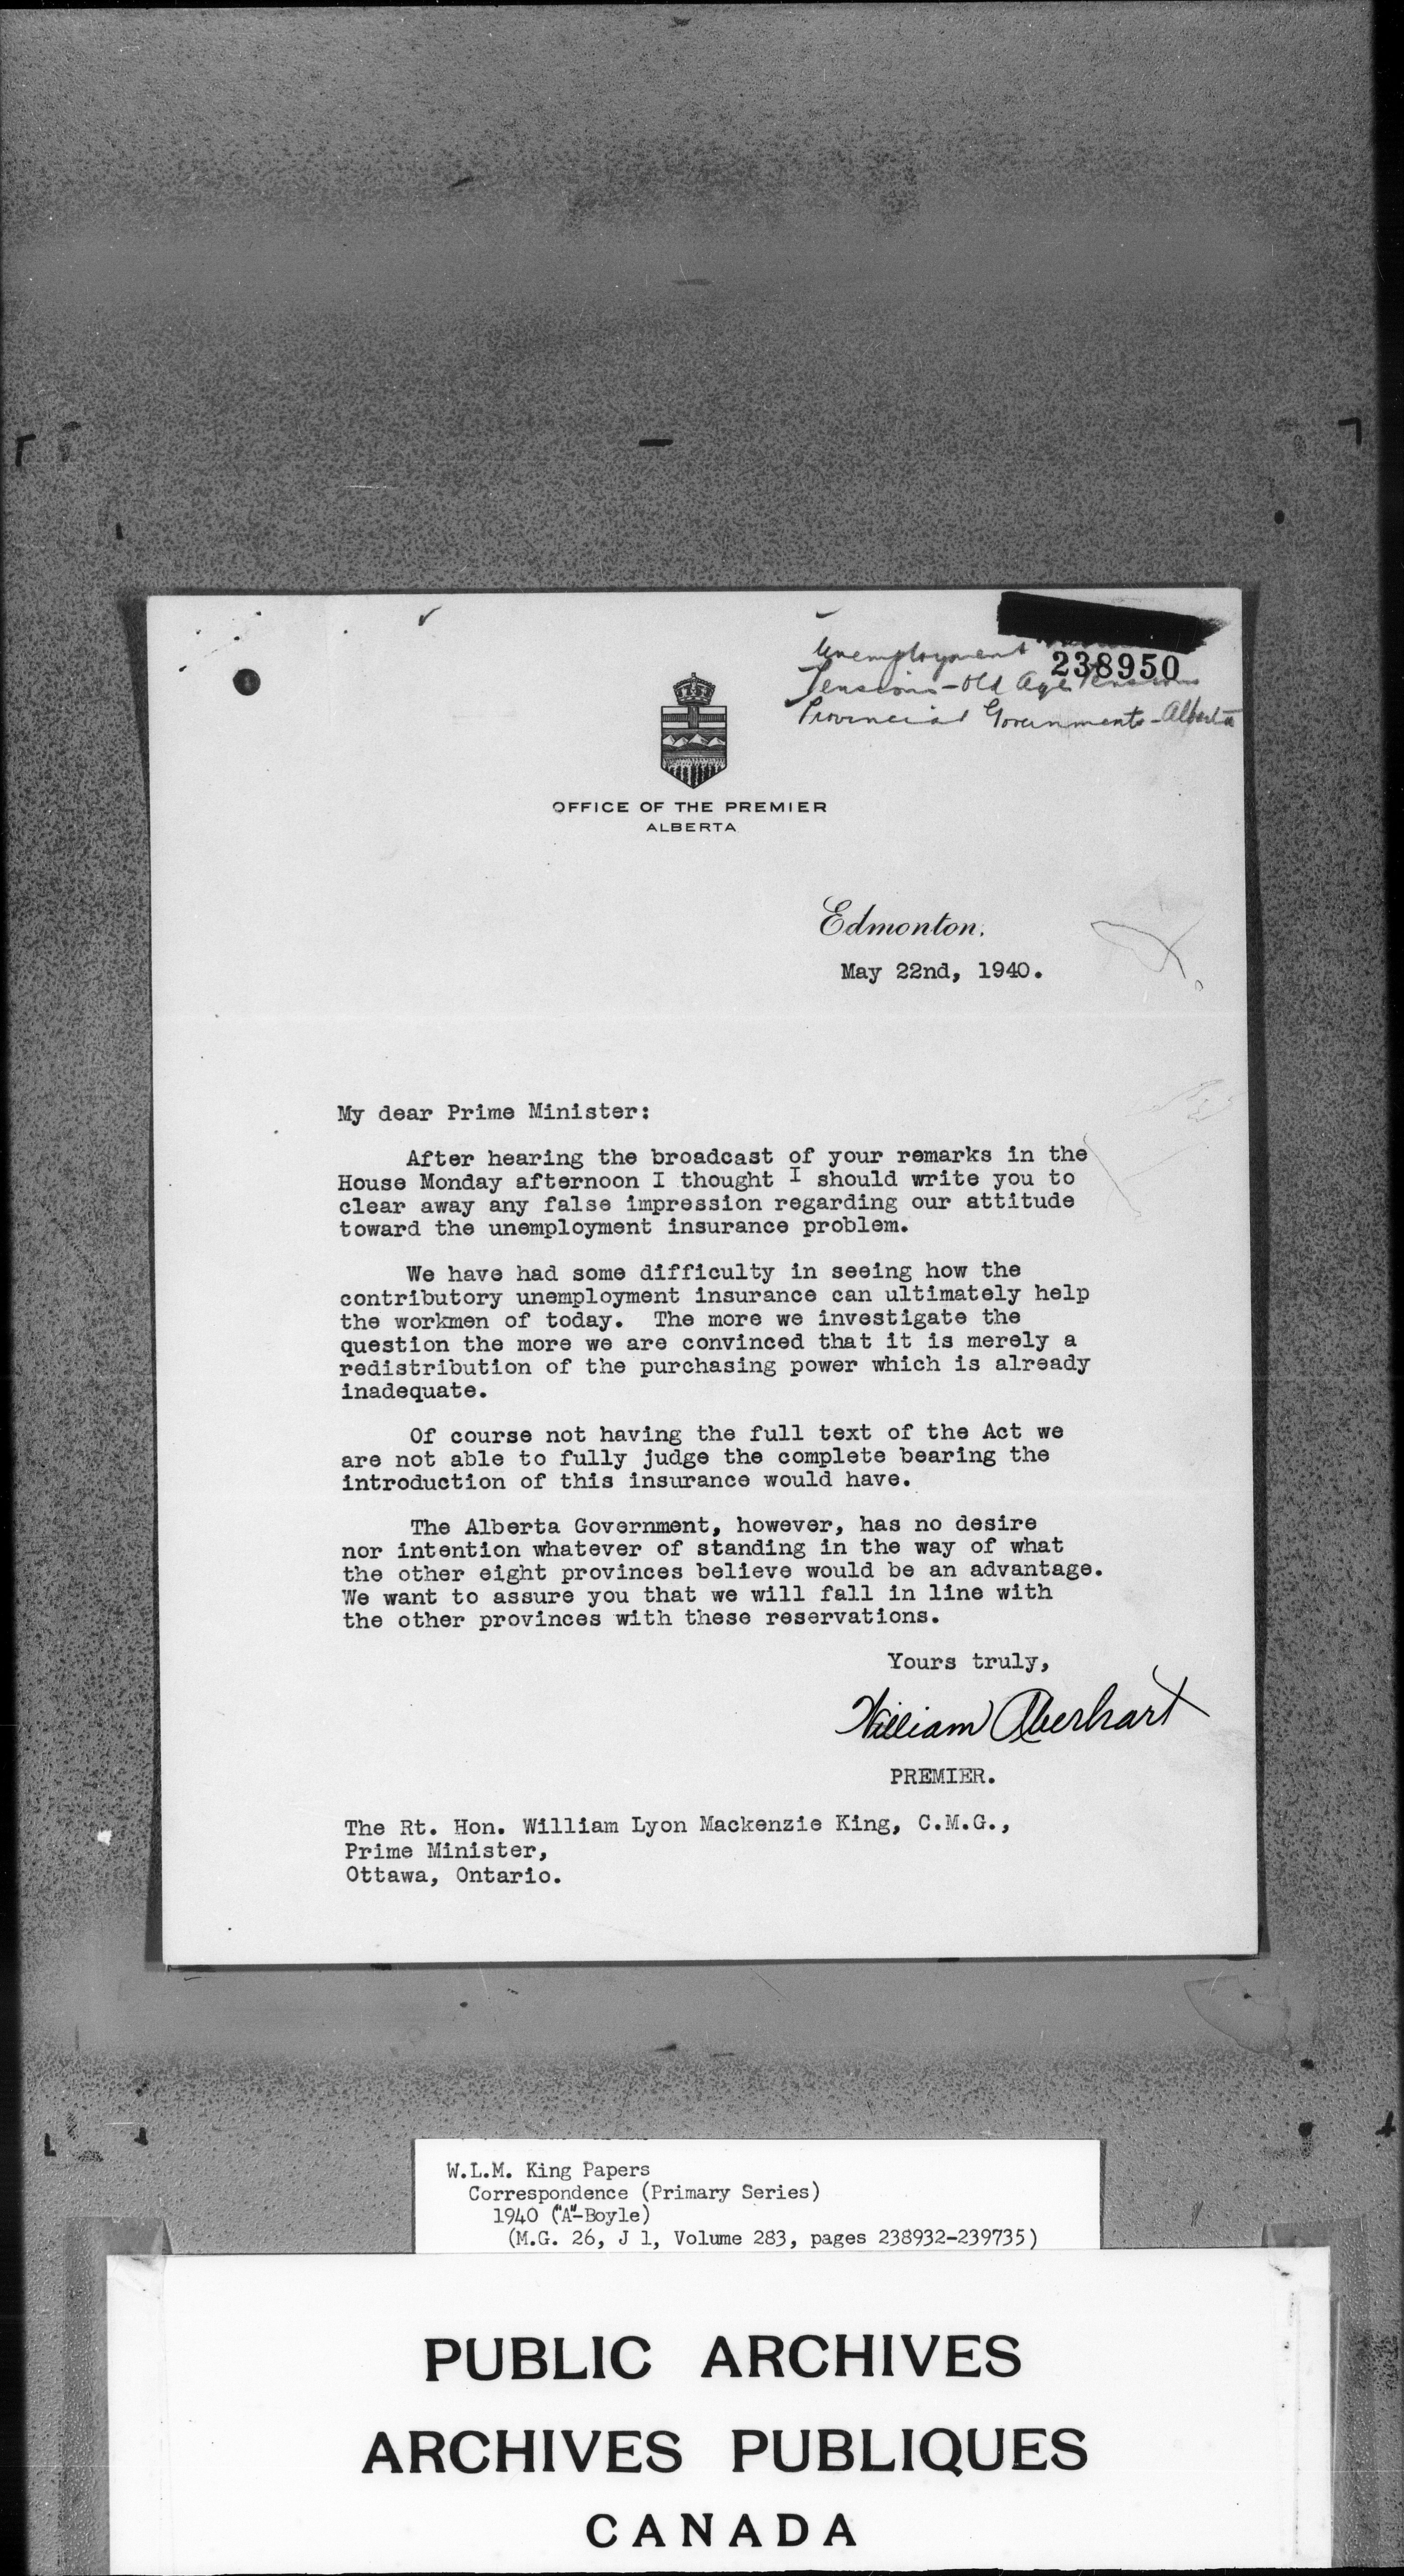 Unemployment
238950
Pensions - Old Age Pensions
Provincial Governments - Alberta
OFFICE OF THE PREMIER
ALBERTA
Edmonton,
May 22nd, 1940.
My dear Prime Minister:
After hearing the broadcast of your remarks in the
House Monday afternoon I thought I should write you to
clear away any false impression regarding our attitude
toward the unemployment insurance problem.
We have had some difficulty in seeing how the
contributory unemployment insurance can ultimately help
the workmen of today. The more we investigate the
question the more we are convinced that it is merely a
redistribution of the purchasing power which is already
inadequate.
Of course not having the full text of the Act we
are not able to fully judge the complete bearing the
introduction of this insurance would have.
The Alberta Government, however, has no desire
nor intention whatever of standing in the way of what
the other eight provinces believe would be an advantage.
We want to assure you that we will fall in line with
the other provinces with these reservations.
Yours truly,
William Aberhart
PREMIER.
The Rt. Hon. William Lyon Mackenzie King, C.M.G.,
Prime Minister,
Ottawa, Ontario.
W.L.M. King Papers
Correspondence (Primary Series)
1940 ("A"-Boyle)
(M.G. 26, J 1, Volume 283, pages 238932-239735)
PUBLIC ARCHIVES
ARCHIVES PUBLIQUES
CANADA